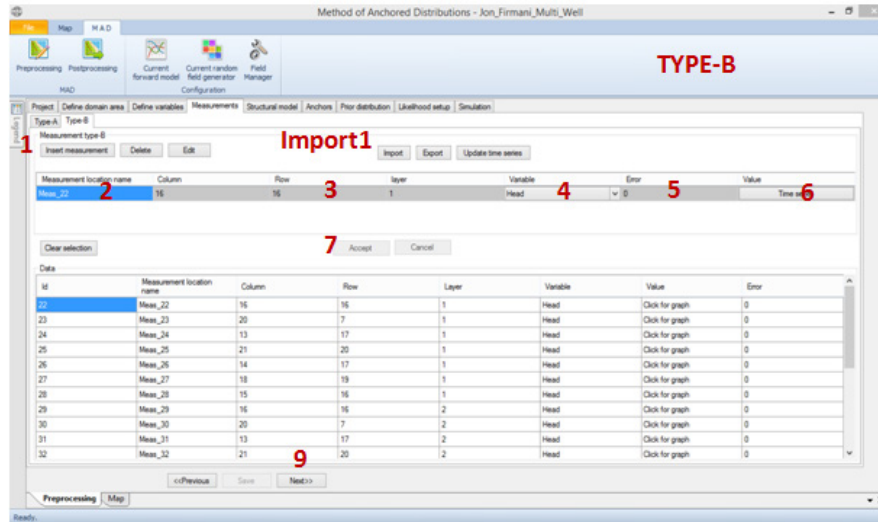 Method of Anchored Distributions - Jon_Firmani_Multi_Well
File Map MAD
Preprocessing Postprocessing Current forward model Current random field generator Field Manager
MAD Configuration
TYPE-B
Legend
Project Define domain area Define variables Measurements Structural model Anchors Prior distribution Likelihood setup Simulation
Type-A Type-B
Measurement type-B
1 Insert measurement Delete Edit Import1 Import Export Update time series
Measurement location name Column Row layer Variable Error Value
Meas_22 2 16 16 3 1 Head 4 0 5 Time series 6
Clear selection 7 Accept Cancel
Data
Id Measurement location name Column Row Layer Variable Value Error
22 Meas_22 16 16 1 Head Click for graph 0
23 Meas_23 20 7 1 Head Click for graph 0
24 Meas_24 13 17 1 Head Click for graph 0
25 Meas_25 21 20 1 Head Click for graph 0
26 Meas_26 14 17 1 Head Click for graph 0
27 Meas_27 18 19 1 Head Click for graph 0
28 Meas_28 15 16 1 Head Click for graph 0
29 Meas_29 16 16 2 Head Click for graph 0
30 Meas_30 20 7 2 Head Click for graph 0
31 Meas_31 13 17 2 Head Click for graph 0
32 Meas_32 21 20 2 Head Click for graph 0
9
<<Previous Save Next>>
Preprocessing Map
Ready.